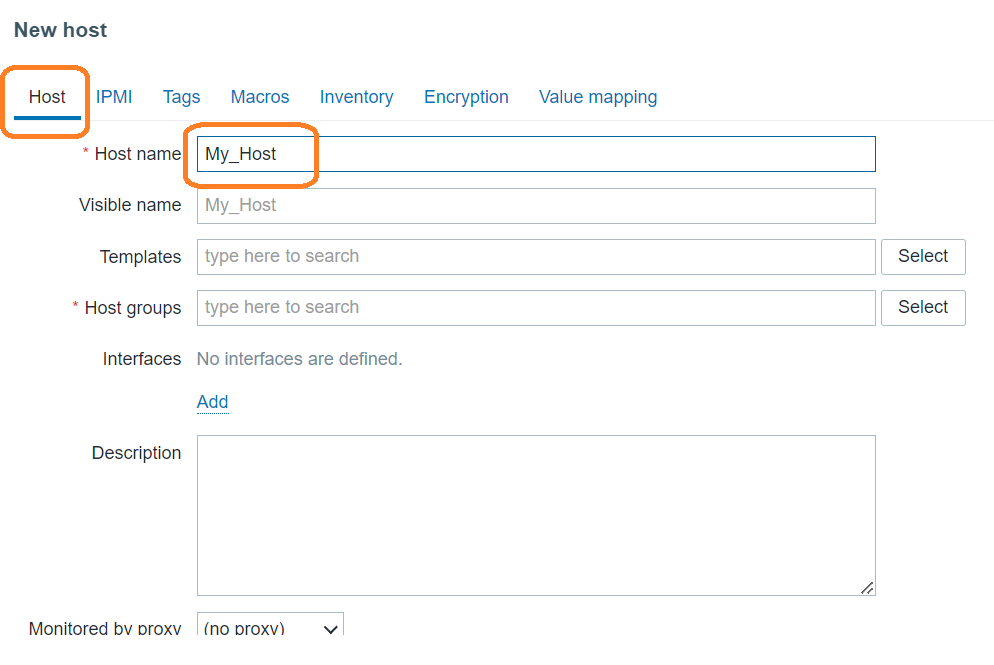 New host
Host IPMI Tags Macros Inventory Encryption Value mapping
* Host name My_Host
Visible name My_Host
Templates type here to search Select
* Host groups type here to search Select
Interfaces No interfaces are defined.
Add
Description
Monitored by proxy (no proxy)